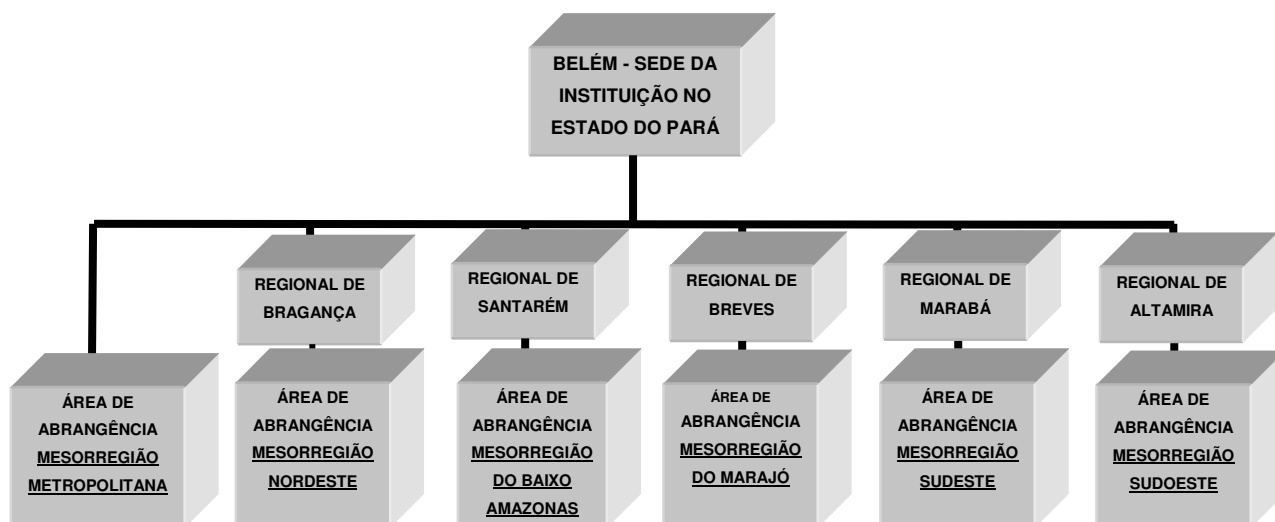 BELÉM - SEDE DA
INSTITUIÇÃO NO
ESTADO DO PARÁ
REGIONAL DE
BRAGANÇA
REGIONAL DE
SANTARÉM
REGIONAL DE
BREVES
REGIONAL DE
MARABÁ
REGIONAL DE
ALTAMIRA
ÁREA DE
ABRANGÊNCIA
MESORREGIÃO
METROPOLITANA
ÁREA DE
ABRANGÊNCIA
MESORREGIÃO
NORDESTE
ÁREA DE
ABRANGÊNCIA
MESORREGIÃO
DO BAIXO
AMAZONAS
ÁREA DE
ABRANGÊNCIA
MESORREGIÃO
DO MARAJÓ
ÁREA DE
ABRANGÊNCIA
MESORREGIÃO
SUDESTE
ÁREA DE
ABRANGÊNCIA
MESORREGIÃO
SUDOESTE